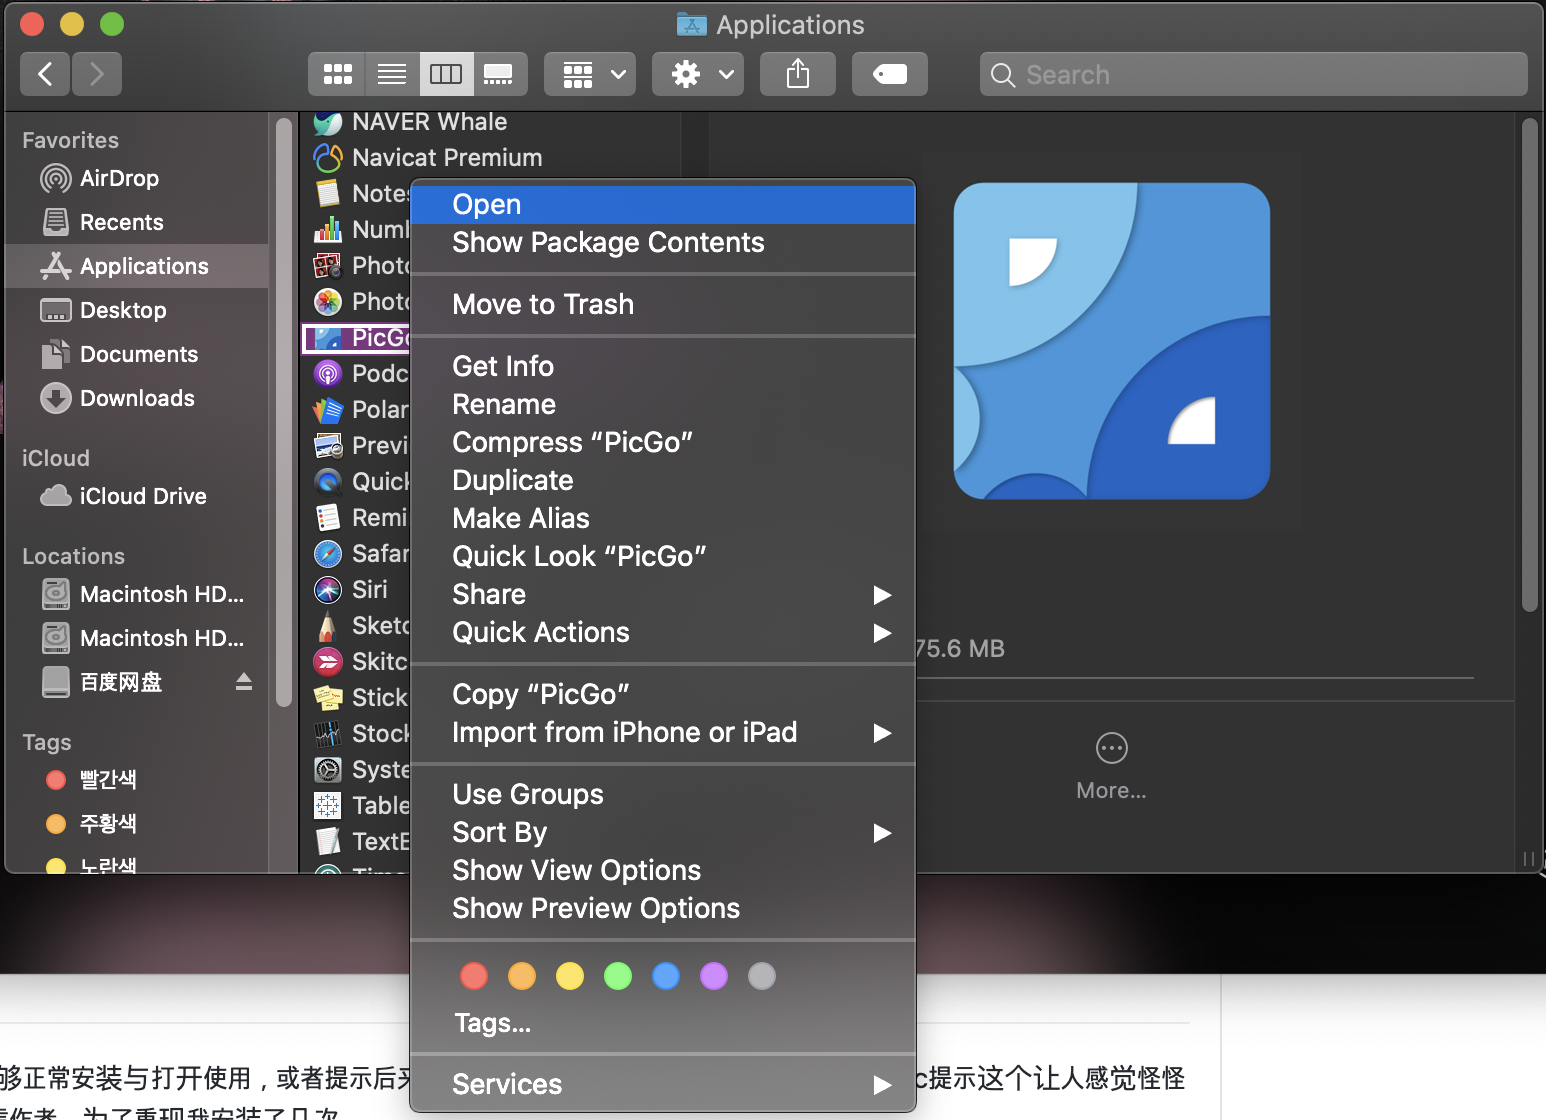 Applications
Search
Favorites
AirDrop
Recents
Applications
Desktop
Documents
Downloads
iCloud
iCloud Drive
Locations
Macintosh HD...
Macintosh HD...
百度网盘
Tags
빨간색
주황색
노란색
NAVER Whale
Navicat Premium
Notes
Num
Photo
Photo
PicGo
Podc
Polar
Previ
Quick
Remi
Safar
Siri
Sketc
Skitc
Stick
Stock
Syste
Table
TextE
Time
Open
Show Package Contents
Move to Trash
Get Info
Rename
Compress “PicGo”
Duplicate
Make Alias
Quick Look “PicGo”
Share
Quick Actions
Copy “PicGo”
Import from iPhone or iPad
Use Groups
Sort By
Show View Options
Show Preview Options
Tags...
Services
75.6 MB
More...
够正常安装与打开使用，或者提示后来
c提示这个让人感觉怪怪
作者，为了重现我安装了几次